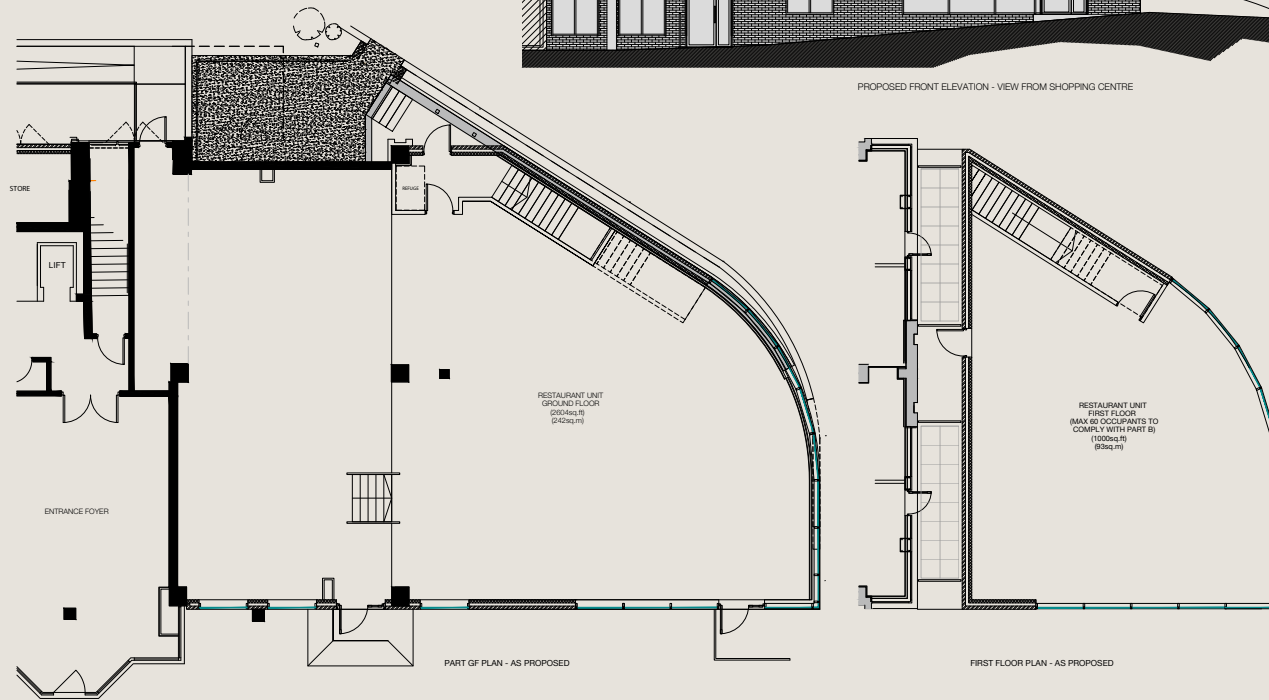 PROPOSED FRONT ELEVATION - VIEW FROM SHOPPING CENTRE
STORE
REFUGE
LIFT
RESTAURANT UNIT
GROUND FLOOR
(2604sq.ft)
(242sq.m)
RESTAURANT UNIT
FIRST FLOOR
(MAX 60 OCCUPANTS TO
COMPLY WITH PART B)
(1000sq.ft)
(93sq.m)
ENTRANCE FOYER
PART GF PLAN - AS PROPOSED
FIRST FLOOR PLAN - AS PROPOSED